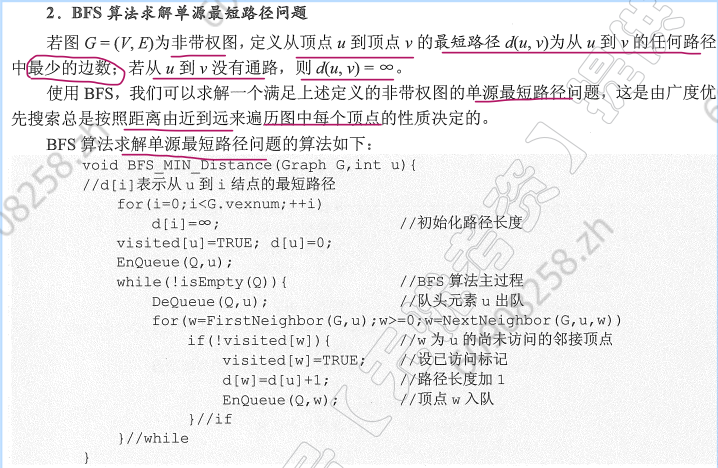 2．BFS 算法求解单源最短路径问题
若图 G = (V, E)为非带权图，定义从顶点 u 到顶点 v 的最短路径 d(u, v)为从 u 到 v 的任何路径
中最少的边数；若从 u 到 v 没有通路，则 d(u, v) = ∞。
使用 BFS，我们可以求解一个满足上述定义的非带权图的单源最短路径问题，这是由广度优
先搜索总是按照距离由近到远来遍历图中每个顶点的性质决定的。
BFS 算法求解单源最短路径问题的算法如下：
void BFS_MIN_Distance(Graph G,int u){
//d[i]表示从 u 到 i 结点的最短路径
for(i=0;i<G.vexnum;++i)
d[i]=∞; //初始化路径长度
visited[u]=TRUE; d[u]=0;
EnQueue(Q,u);
while(!isEmpty(Q)){ //BFS 算法主过程
DeQueue(Q,u); //队头元素 u 出队
for(w=FirstNeighbor(G,u);w>=0;w=NextNeighbor(G,u,w))
if(!visited[w]){ //w 为 u 的尚未访问的邻接顶点
visited[w]=TRUE; //设已访问标记
d[w]=d[u]+1; //路径长度加 1
EnQueue(Q,w); //顶点 w 入队
}//if
}//while
}